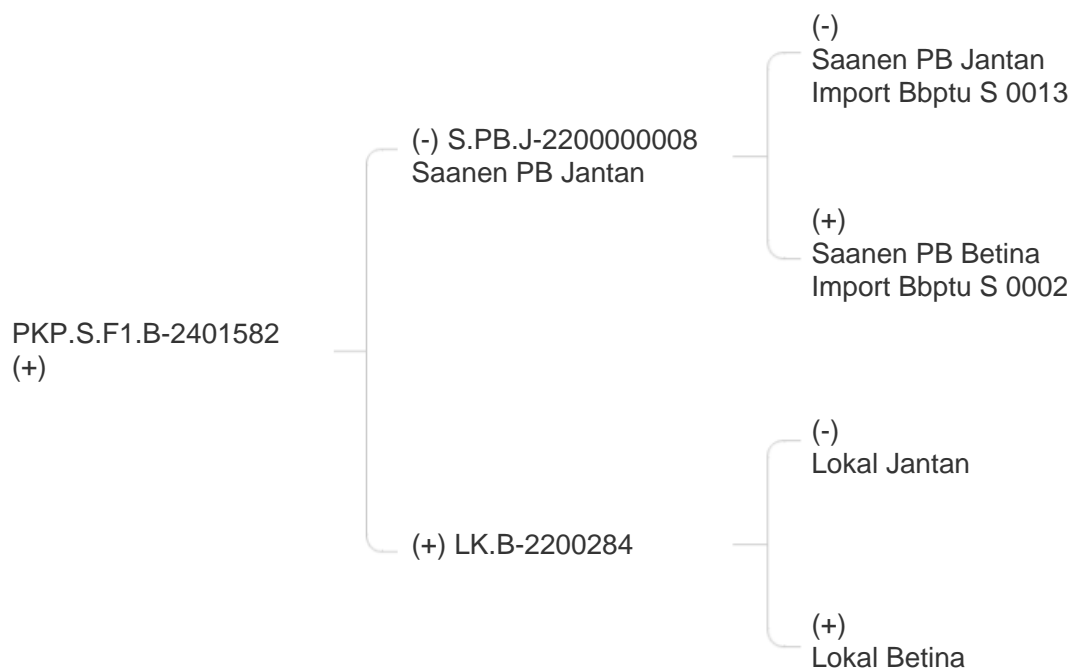 (-)
Saanen PB Jantan
Import Bbptu S 0013
(-) S.PB.J-2200000008
Saanen PB Jantan
(+)
Saanen PB Betina
Import Bbptu S 0002
PKP.S.F1.B-2401582
(+)
(-)
Lokal Jantan
(+) LK.B-2200284
(+)
Lokal Betina